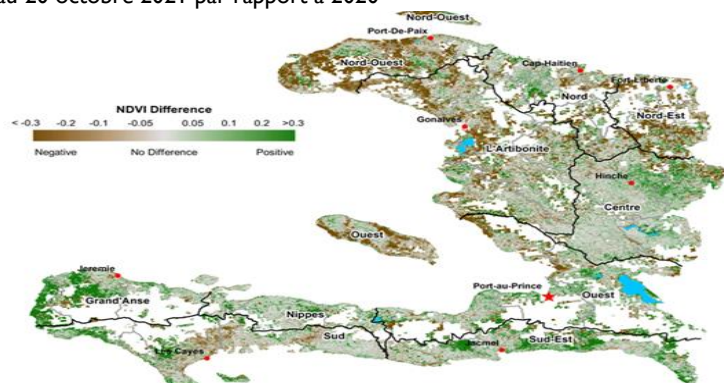 au 20 octobre 2021 par rapport à 2020
Nord-Ouest
Port-De-Paix
Nord-Ouest
Cap-Haïtien
Fort-Liberte
Nord
Nord-Est
NDVI Difference
< -0.3 -0.2 -0.1 -0.05 0.05 0.1 0.2 >0.3
Negative No Difference Positive
Gonaïves
L'Artibonite
Hinche
Centre
Ouest
Jeremie
Grand'Anse
Port-au-Prince
Ouest
Nippes
Sud
Les Cayes
Jacmel
Sud-Est